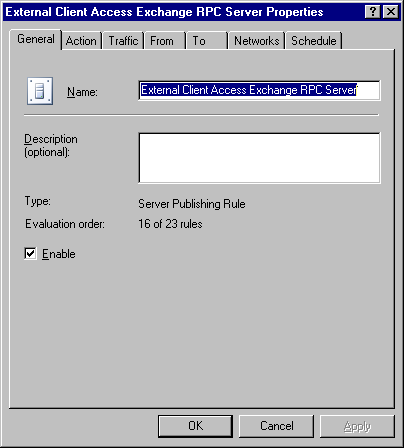 External Client Access Exchange RPC Server Properties ?
General Action Traffic From To Networks Schedule
Name: External Client Access Exchange RPC Server
Description
(optional):
Type: Server Publishing Rule
Evaluation order: 16 of 23 rules
Enable
OK Cancel Apply